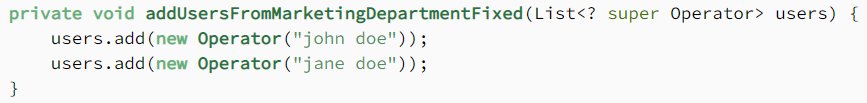 private void addUsersFromMarketingDepartmentFixed(List<? super Operator> users) {
    users.add(new Operator("john doe"));
    users.add(new Operator("jane doe"));
}